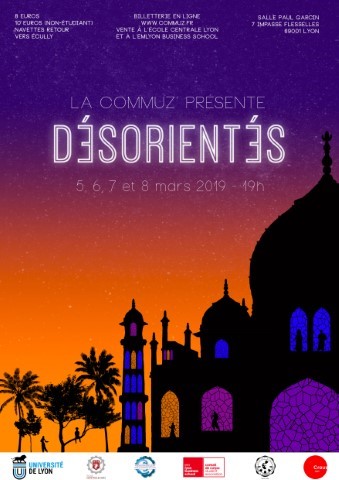 8 EUROS
10 EUROS (NON-ÉTUDIANT)
NAVETTES RETOUR
VERS ÉCULLY
BILLETTERIE EN LIGNE
WWW.COMMUZ.FR
VENTE À L'ÉCOLE CENTRALE LYON
ET À L'EMLYON BUSINESS SCHOOL
SALLE PAUL GARCIN
7 IMPASSE FLESSELLES
69001 LYON
LA COMMUZ' PRÉSENTE
DÉSORIENTÉS
5, 6, 7 et 8 mars 2019 - 19h
UNIVERSITÉ
DE LYON
Crous